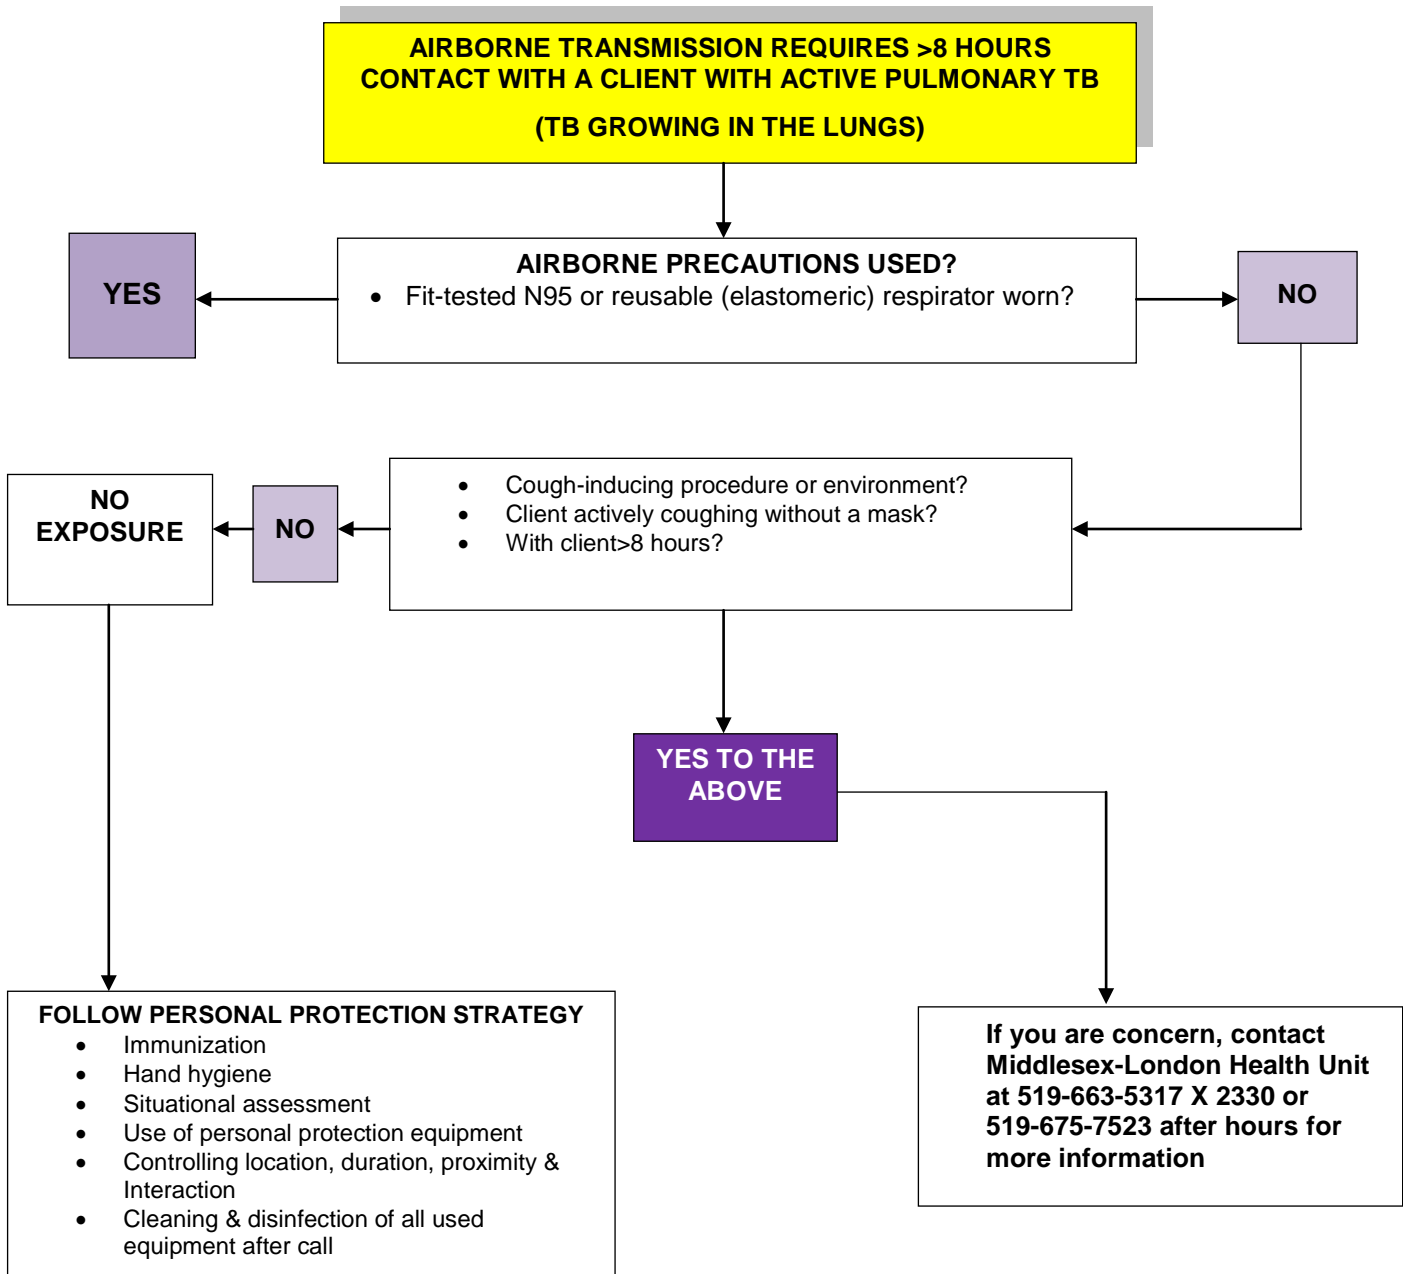 AIRBORNE TRANSMISSION REQUIRES >8 HOURS
CONTACT WITH A CLIENT WITH ACTIVE PULMONARY TB
(TB GROWING IN THE LUNGS)
YES
AIRBORNE PRECAUTIONS USED?
• Fit-tested N95 or reusable (elastomeric) respirator worn?
NO
NO
EXPOSURE
NO
• Cough-inducing procedure or environment?
• Client actively coughing without a mask?
• With client>8 hours?
YES TO THE
ABOVE
FOLLOW PERSONAL PROTECTION STRATEGY
• Immunization
• Hand hygiene
• Situational assessment
• Use of personal protection equipment
• Controlling location, duration, proximity &
Interaction
• Cleaning & disinfection of all used
equipment after call
If you are concern, contact
Middlesex-London Health Unit
at 519-663-5317 X 2330 or
519-675-7523 after hours for
more information